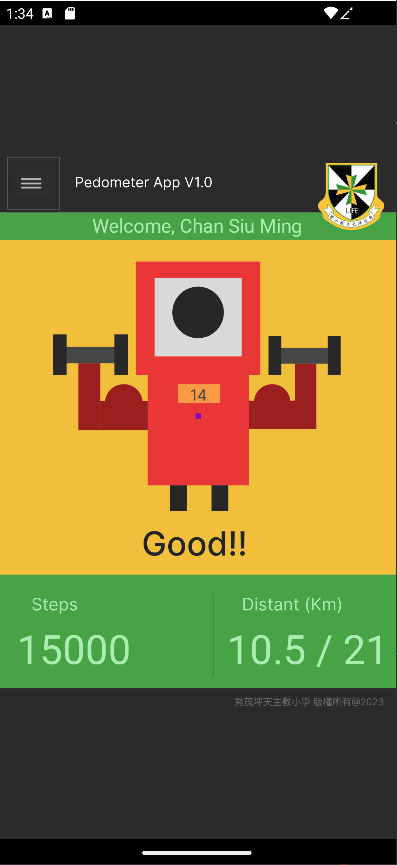 1:34
Pedometer App V1.0
LIFE
Welcome, Chan Siu Ming
14
Good!!
Steps
Distant (Km)
15000
10.5 / 21
秀茂坪天主教小學 版權所有@2023